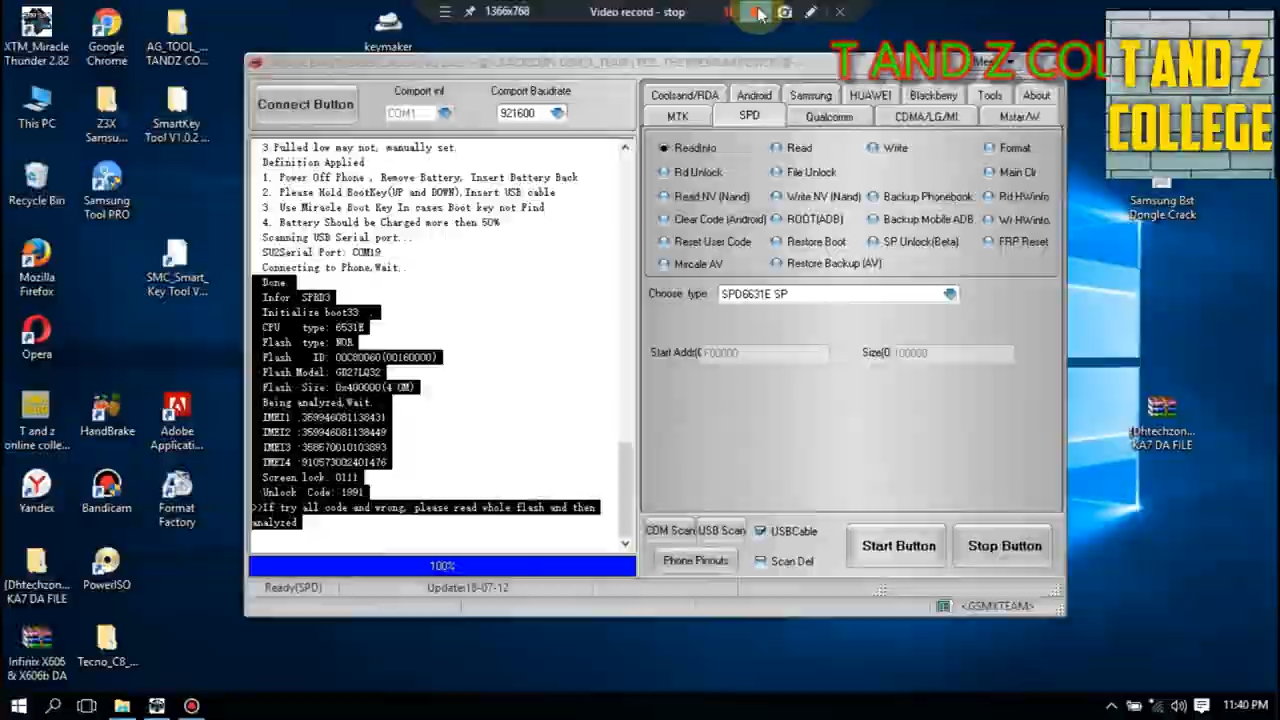 1366x768
Video record - stop
XTM_Miracle
Thunder 2.82
Google
Chrome
AG_TOOL_...
TANDZ CO...
keymaker
T AND Z COL
T AND Z
COLLEGE
This PC
Z3X
Samsu...
SmartKey
Tool V1.0.2 ...
Recycle Bin
Samsung
Tool PRO
Mozilla
Firefox
SMC_Smart_
Key Tool V...
Opera
T and z
online colle...
HandBrake
Adobe
Applicati...
Yandex
Bandicam
Format
Factory
(Dhtechzon...
KA7 DA FILE
PowerISO
Infinix X606
& X606b DA
Tecno_C8_...
Samsung Bst
Dongle Crack
(Dhtechzon...
KA7 DA FILE
Connect Button
Comport inf
COM1
Comport Baudrate
921600
3 Pulled low may not, manually set.
Definition Applied
1. Power Off Phone , Remove Battery, Insert Battery Back
2. Please Hold BootKey(UP and DOWN),Insert USB cable
3. Use Miracle Boot Key In cases Boot key not Find
4. Battery Should be Charged more then 50%
Scanning USB Serial port...
SU2Serial Port: COM19
Connecting to Phone,Wait..
Done
Infor: SPRD3
Initialize boot33 .
CPU type: 6531E
Flash type: NOR
Flash ID: 00C80060(00160000)
Flash Model: GD27LQ32
Flash Size: 0x400000(4.0M)
Being analyzed,Wait.
IMEI1 :359946081138431
IMEI2 :359946081138449
IMEI3 :358570010103893
IMEI4 :910573002401476
Screen lock: 0111
Unlock Code: 1991
>>If try all code and wrong, please read whole flash and then
analyzed
100%
Ready(SPD)
Update:18-07-12
<GSMXTEAM>
Coolsand/RDA Android Samsung HUAWEI Blackberry Tools About
MTK SPD Qualcomm CDMA/LG/MI Mstar/W
ReadInfo Read Write Format
Rd Unlock File Unlock Main Clr
Read NV (Nand) Write NV (Nand) Backup Phonebook Rd HWinfo
Clear Code (Android) ROOT(ADB) Backup Mobile ADB Wt HWinfo
Reset User Code Restore Boot SP Unlock(Beta) FRP Reset
Mircale AV Restore Backup (AV)
Choose type SPD6631E SP
Start Addr(0 F00000 Size(0 100000
COM Scan USB Scan USBCable
Phone Pinouts Scan Del
Start Button
Stop Button
11:40 PM